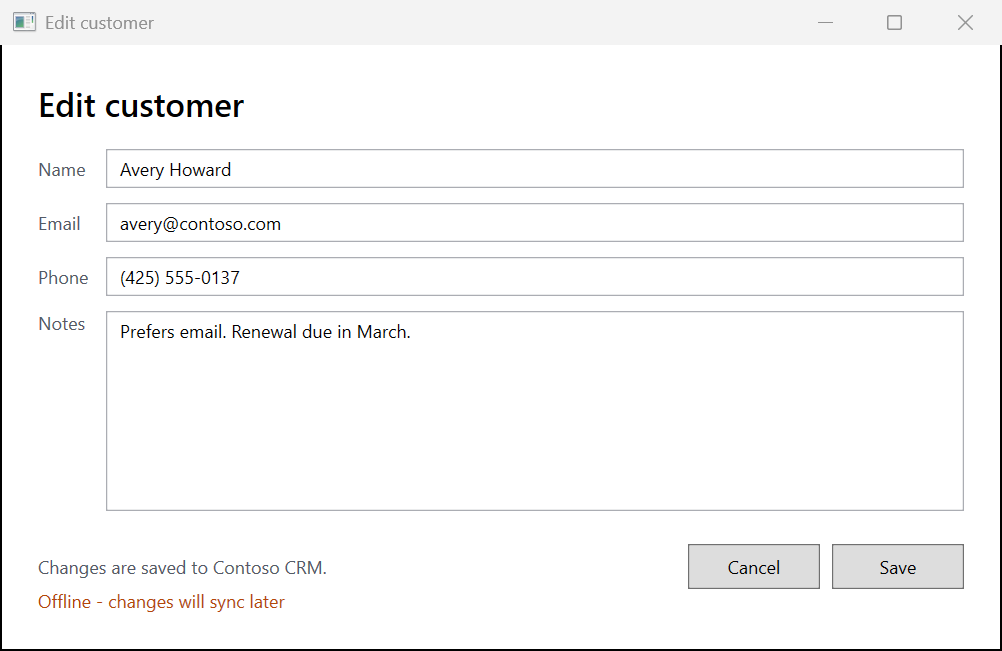 Edit customer
Edit customer
Name
Avery Howard
Email
avery@contoso.com
Phone
(425) 555-0137
Notes
Prefers email. Renewal due in March.
Changes are saved to Contoso CRM.
Offline - changes will sync later
Cancel
Save